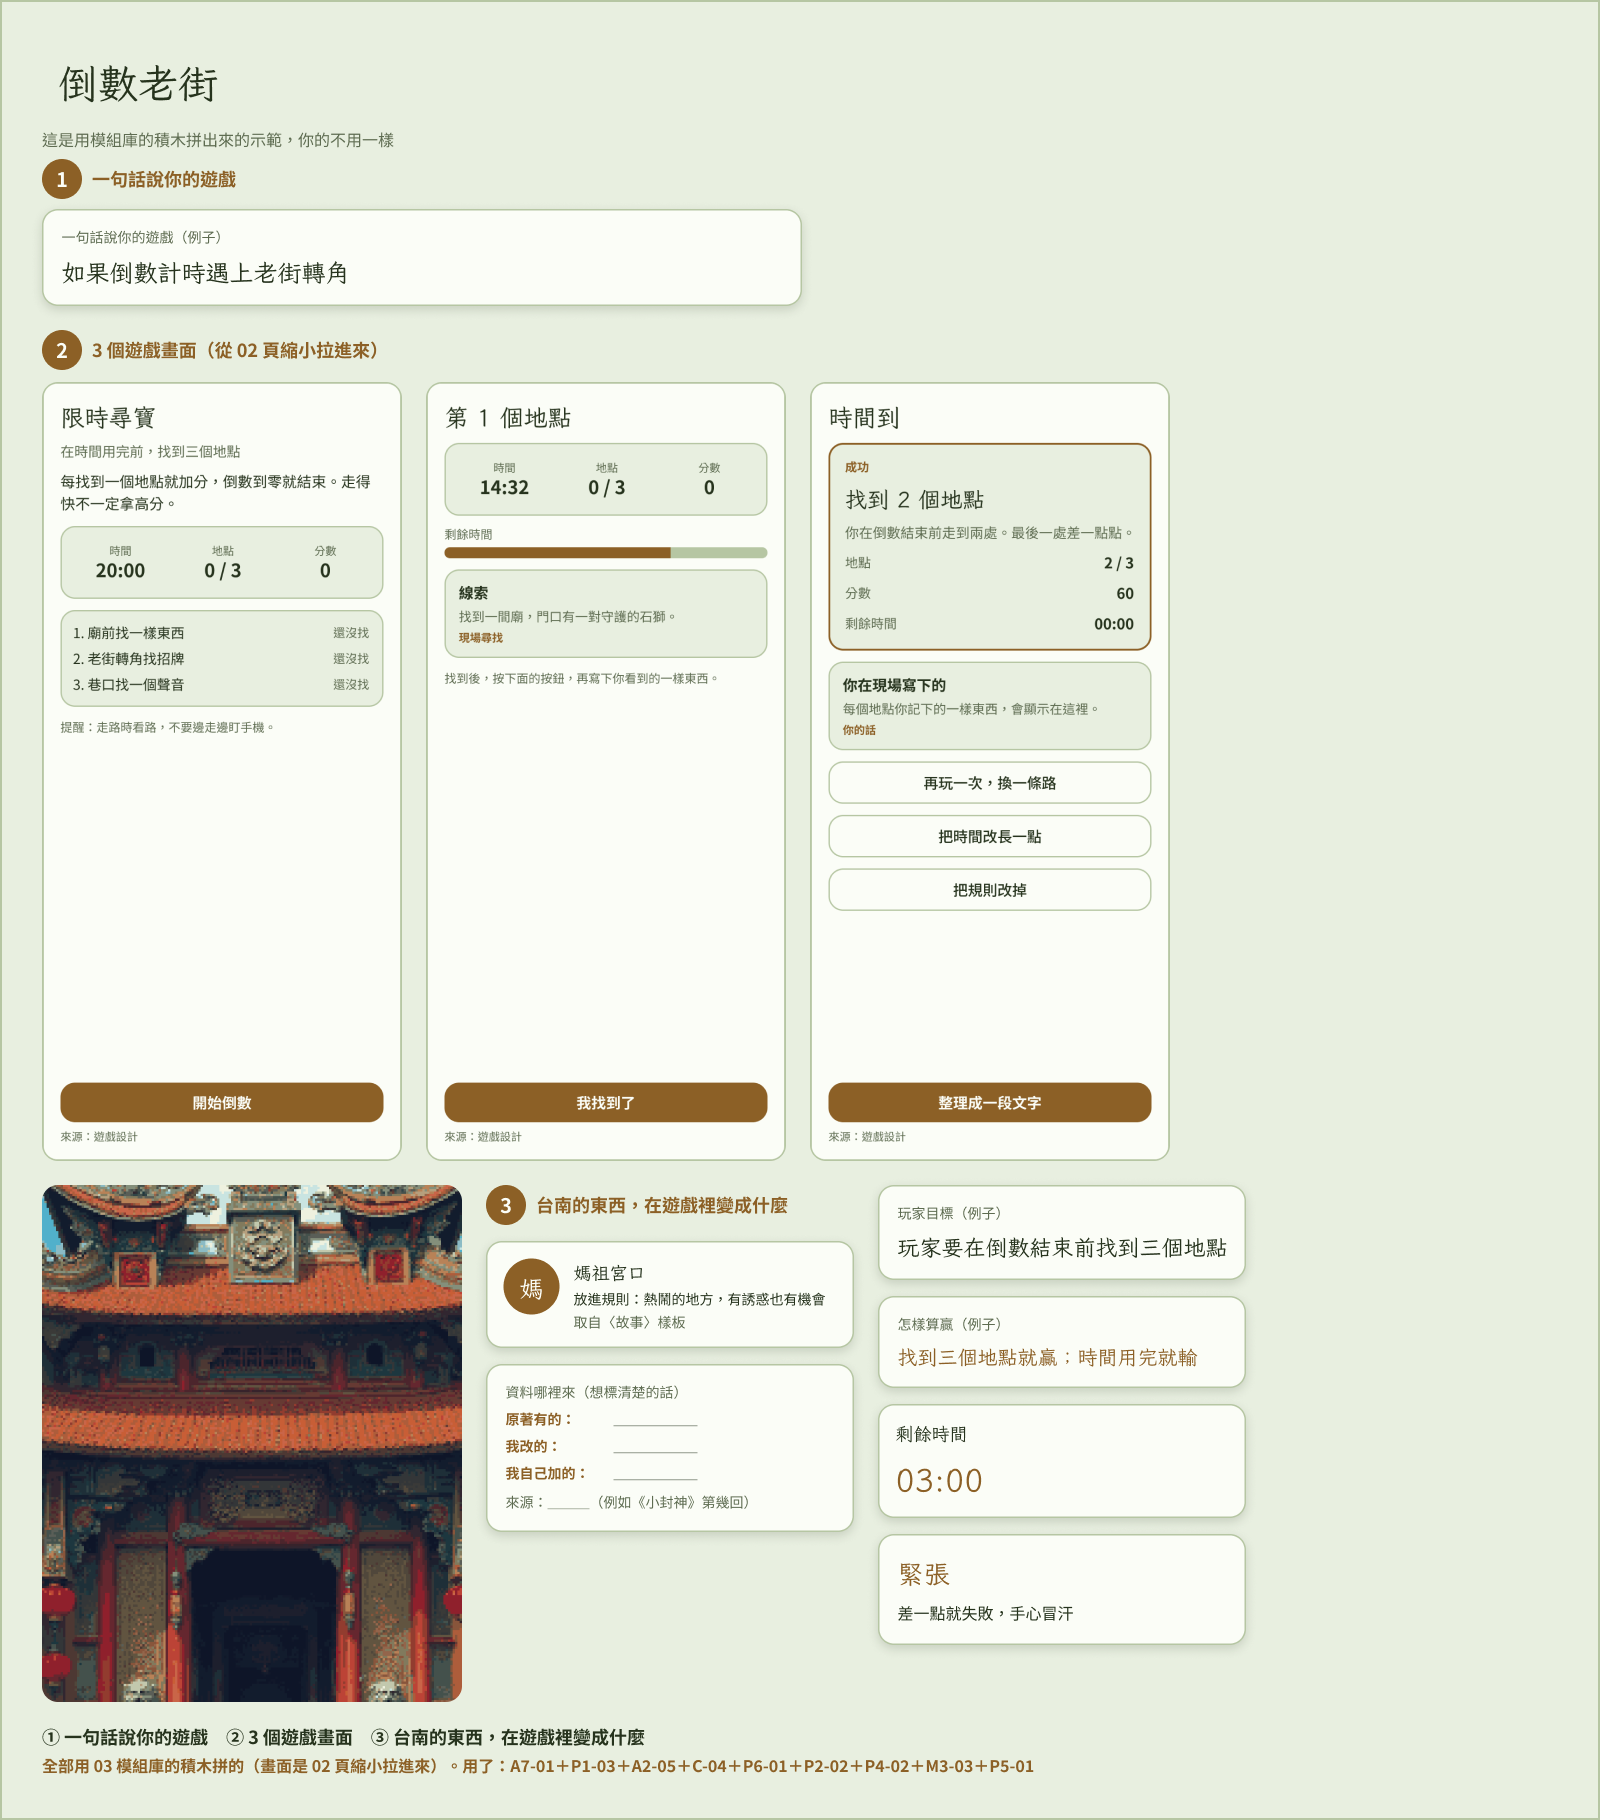 倒數老街
這是用模組庫的積木拼出來的示範，你的不用一樣
1 一句話說你的遊戲
一句話說你的遊戲（例子）
如果倒數計時遇上老街轉角
2 3 個遊戲畫面（從 02 頁縮小拉進來）
限時尋寶
在時間用完前，找到三個地點
每找到一個地點就加分，倒數到零就結束。走得
快不一定拿高分。
時間 地點 分數
20:00 0 / 3 0
1. 廟前找一樣東西 還沒找
2. 老街轉角找招牌 還沒找
3. 巷口找一個聲音 還沒找
提醒：走路時看路，不要邊走邊盯手機。
開始倒數
來源：遊戲設計
第 1 個地點
時間 地點 分數
14:32 0 / 3 0
剩餘時間
線索
找到一間廟，門口有一對守護的石獅。
現場尋找
找到後，按下面的按鈕，再寫下你看到的一樣東西。
我找到了
來源：遊戲設計
時間到
成功
找到 2 個地點
你在倒數結束前走到兩處。最後一處差一點點。
地點 2 / 3
分數 60
剩餘時間 00:00
你在現場寫下的
每個地點你記下的一樣東西，會顯示在這裡。
你的話
再玩一次，換一條路
把時間改長一點
把規則改掉
整理成一段文字
來源：遊戲設計
3 台南的東西，在遊戲裡變成什麼
媽
媽祖宮口
放進規則：熱鬧的地方，有誘惑也有機會
取自〈故事〉樣板
資料哪裡來（想標清楚的話）
原著有的： ____________
我改的： ____________
我自己加的： ____________
來源：______（例如《小封神》第幾回）
玩家目標（例子）
玩家要在倒數結束前找到三個地點
怎樣算贏（例子）
找到三個地點就贏；時間用完就輸
剩餘時間
03:00
緊張
差一點就失敗，手心冒汗
① 一句話說你的遊戲 ② 3 個遊戲畫面 ③ 台南的東西，在遊戲裡變成什麼
全部用 03 模組庫的積木拼的（畫面是 02 頁縮小拉進來）。用了：A7-01＋P1-03＋A2-05＋C-04＋P6-01＋P2-02＋P4-02＋M3-03＋P5-01